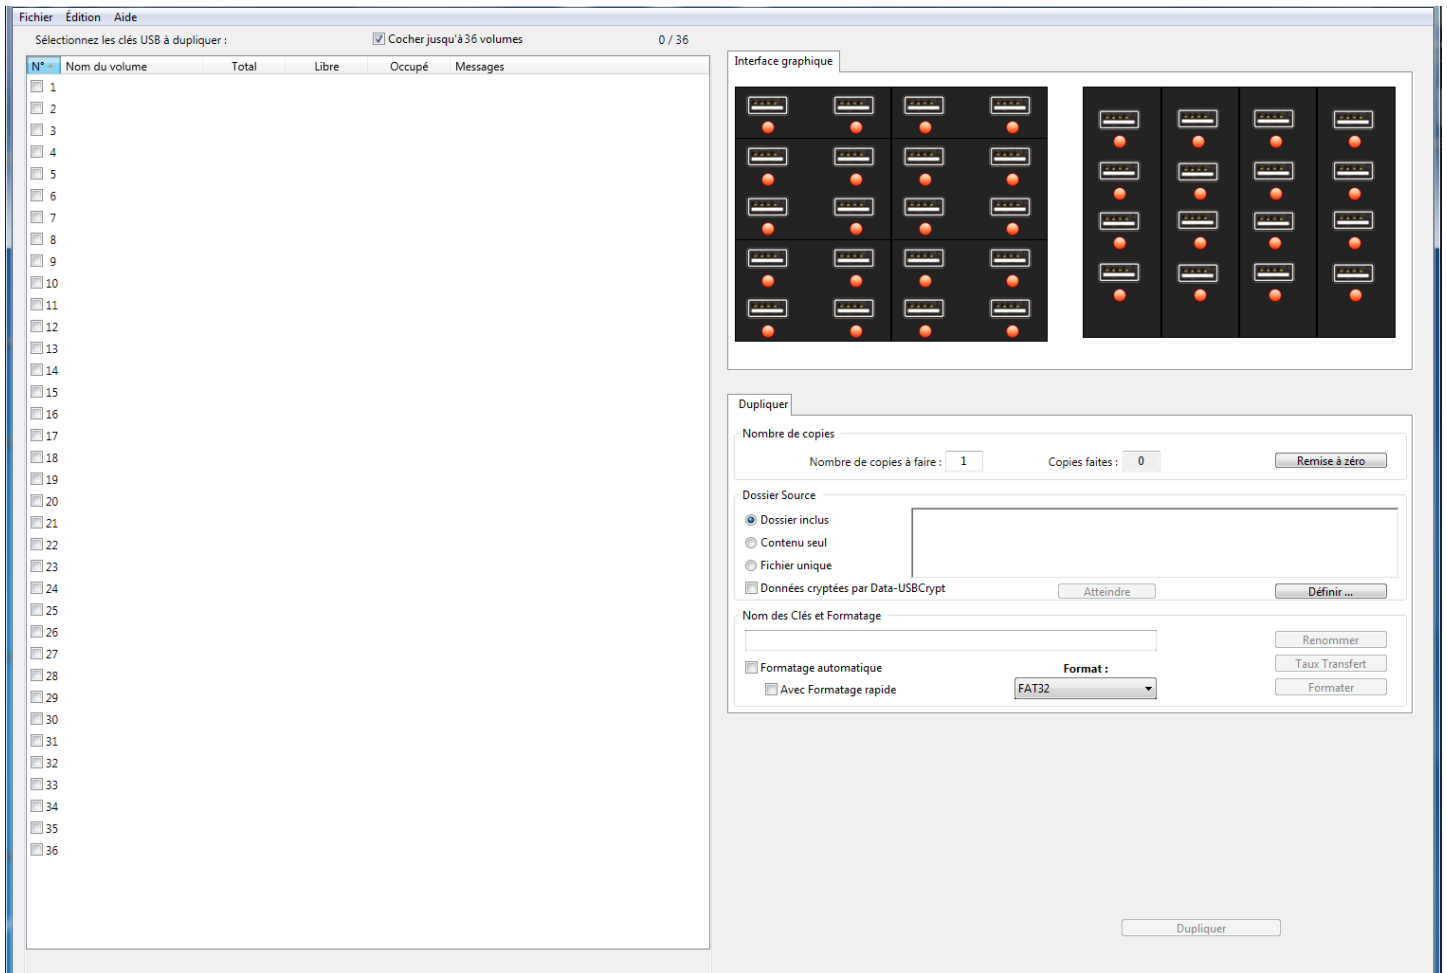 Fichier Édition Aide
Sélectionnez les clés USB à dupliquer :
Cocher jusqu'à 36 volumes
0 / 36
N° Nom du volume Total Libre Occupé Messages
1
2
3
4
5
6
7
8
9
10
11
12
13
14
15
16
17
18
19
20
21
22
23
24
25
26
27
28
29
30
31
32
33
34
35
36
Interface graphique
Dupliquer
Nombre de copies
Nombre de copies à faire : 1 Copies faites : 0 Remise à zéro
Dossier Source
Dossier inclus
Contenu seul
Fichier unique
Données cryptées par Data-USBCrypt Atteindre Définir ...
Nom des Clés et Formatage
Renommer
Formatage automatique Format : Taux Transfert
Avec Formatage rapide FAT32 Formater
Dupliquer